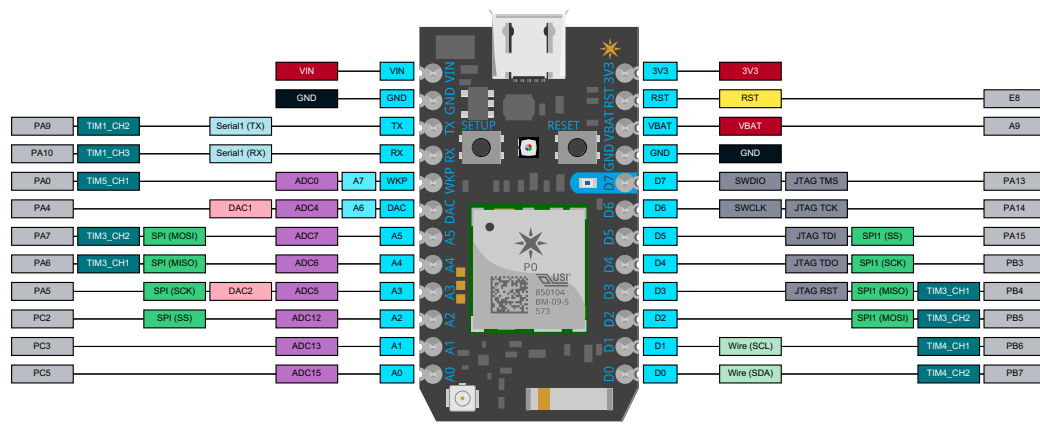 VIN VIN
GND GND
PA9 TIM1_CH2 Serial1 (TX) TX
PA10 TIM1_CH3 Serial1 (RX) RX
PA0 TIM5_CH1 ADC0 A7 WKP
PA4 DAC1 ADC4 A6 DAC
PA7 TIM3_CH2 SPI (MOSI) ADC7 A5
PA6 TIM3_CH1 SPI (MISO) ADC6 A4
PA5 SPI (SCK) DAC2 ADC5 A3
PC2 SPI (SS) ADC12 A2
PC3 ADC13 A1
PC5 ADC15 A0
VIN
GND
TX
RX
WKP
DAC
A5
A4
A3
A2
A1
A0
SETUP RESET
P0
USI
850104
BM-09-S
573
3V3
RST
VBAT
GND
D7
D6
D5
D4
D3
D2
D1
D0
3V3 3V3
RST RST E8
VBAT VBAT A9
GND GND
D7 SWDIO JTAG TMS PA13
D6 SWCLK JTAG TCK PA14
D5 JTAG TDI SPI1 (SS) PA15
D4 JTAG TDO SPI1 (SCK) PB3
D3 JTAG RST SPI1 (MISO) TIM3_CH1 PB4
D2 SPI1 (MOSI) TIM3_CH2 PB5
D1 Wire (SCL) TIM4_CH1 PB6
D0 Wire (SDA) TIM4_CH2 PB7